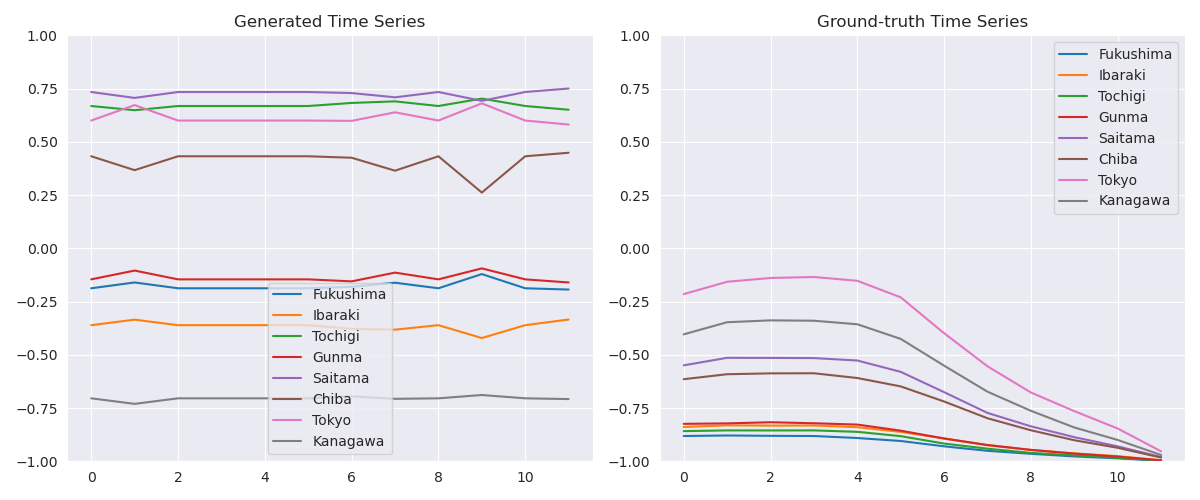 Generated Time Series
1.00
0.75
0.50
0.25
0.00
−0.25
−0.50
−0.75
−1.00
0 2 4 6 8 10
Fukushima
Ibaraki
Tochigi
Gunma
Saitama
Chiba
Tokyo
Kanagawa
Ground-truth Time Series
1.00
0.75
0.50
0.25
0.00
−0.25
−0.50
−0.75
−1.00
0 2 4 6 8 10
Fukushima
Ibaraki
Tochigi
Gunma
Saitama
Chiba
Tokyo
Kanagawa